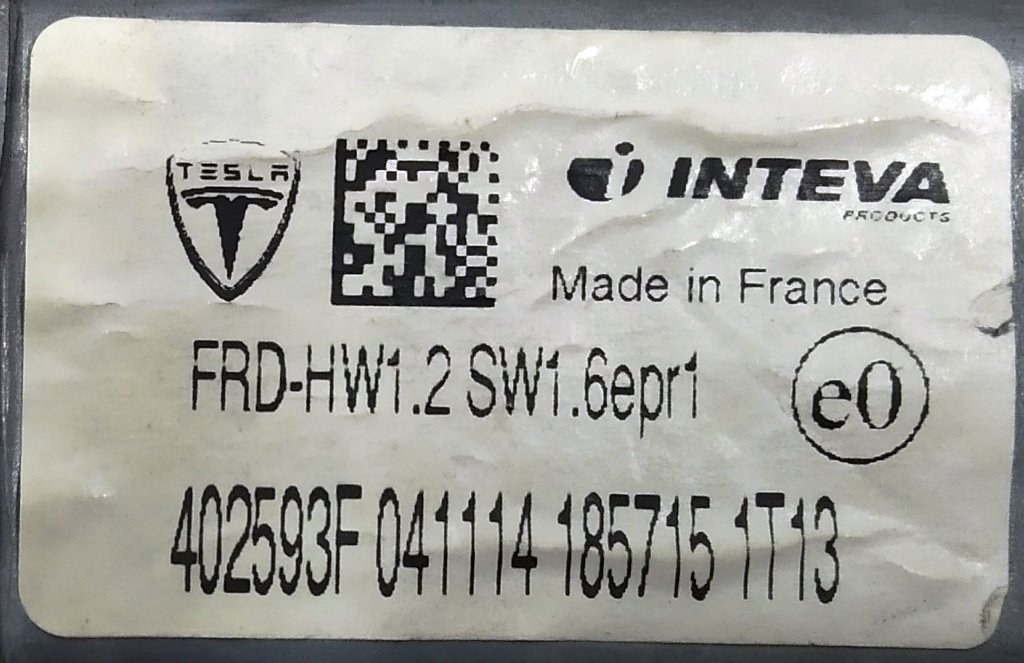 TESLA
INTEVA
PRODUCTS
Made in France
FRD-HW1.2 SW1.6epr1
e0
402593F 041114 185715 1T13